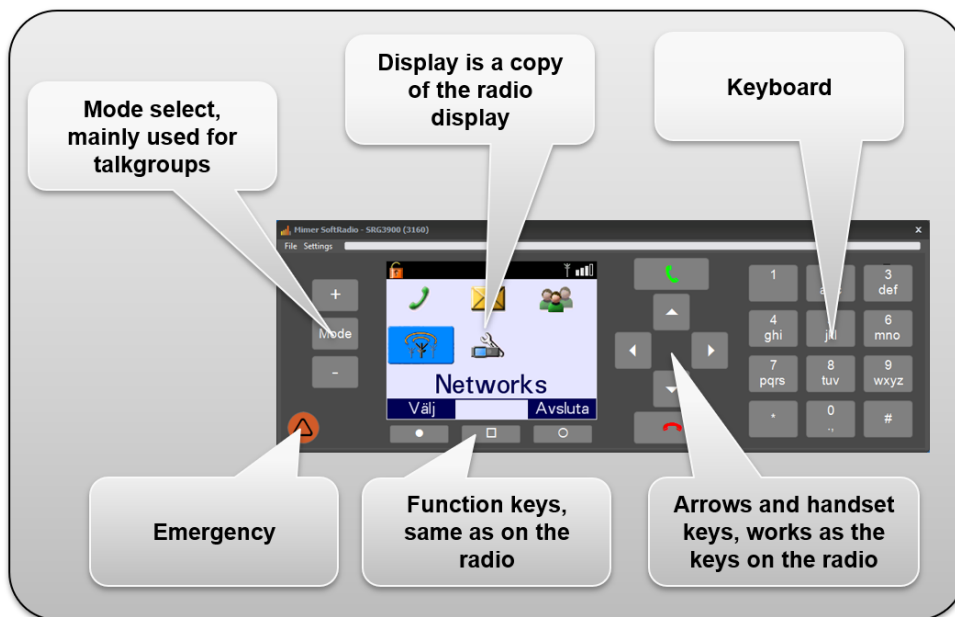 Display is a copy
of the radio
display
Keyboard
Mode select,
mainly used for
talkgroups
Mimer SoftRadio - SRG3900 (3160)
x
File Settings
+
Mode
-
Networks
Välj
Avsluta
1
3
def
4
ghi
6
mno
7
pqrs
8
tuv
9
wxyz
*
0
.,
#
Emergency
Function keys,
same as on the
radio
Arrows and handset
keys, works as the
keys on the radio